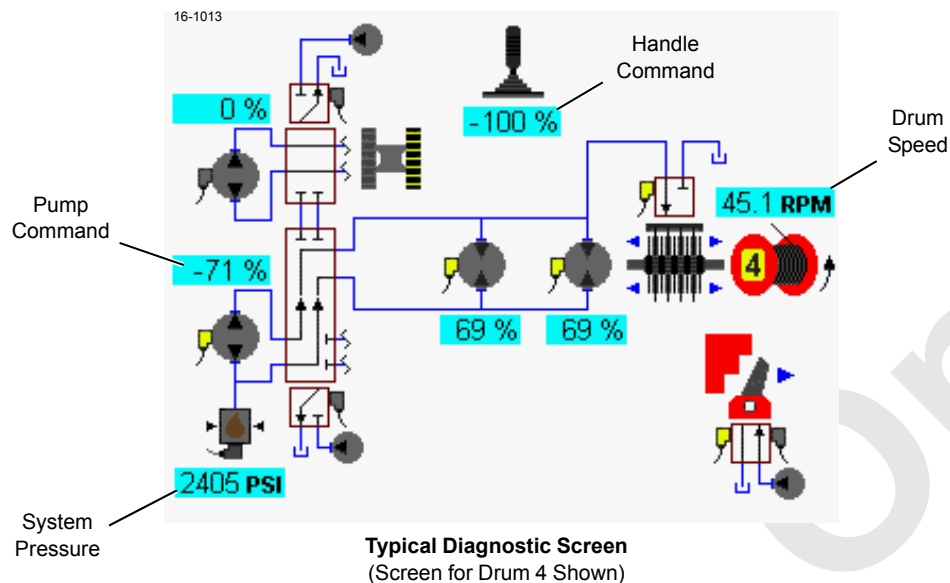 16-1013
Handle
Command
0 %
-100 %
Drum
Speed
45.1 RPM
Pump
Command
-71 %
4
69 %
69 %
2405 PSI
System
Pressure
Typical Diagnostic Screen
(Screen for Drum 4 Shown)